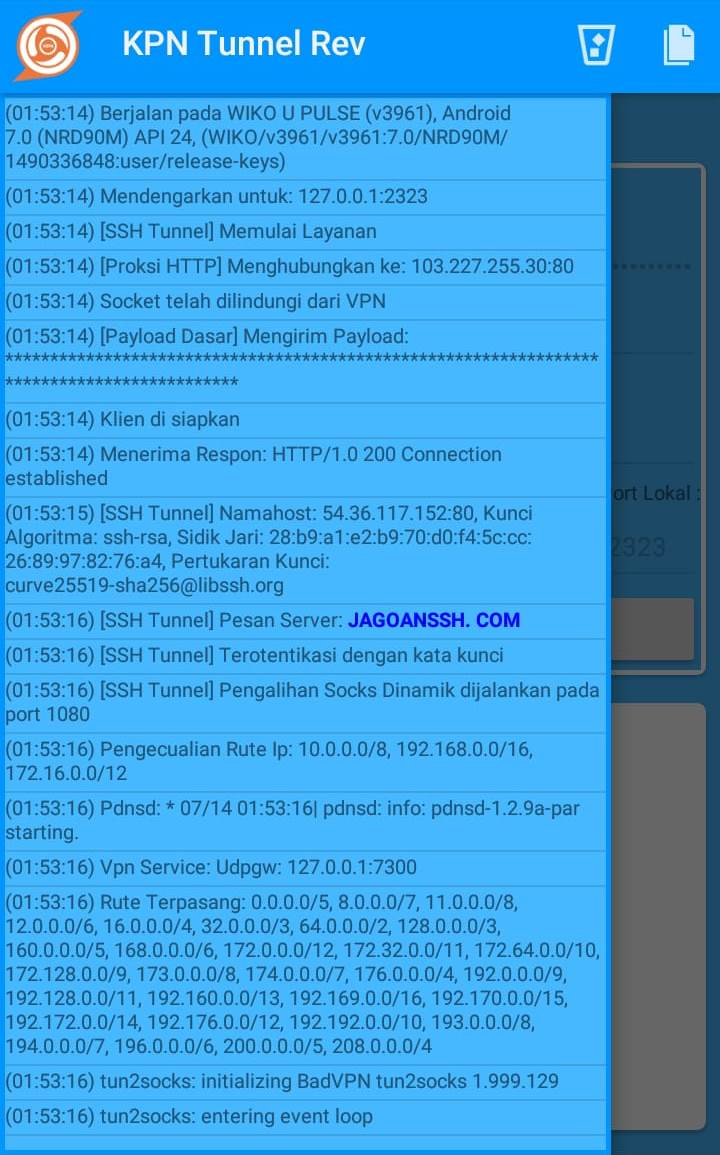 KPN Tunnel Rev
(01:53:14) Berjalan pada WIKO U PULSE (v3961), Android
7.0 (NRD90M) API 24, (WIKO/v3961/v3961:7.0/NRD90M/
1490336848:user/release-keys)
(01:53:14) Mendengarkan untuk: 127.0.0.1:2323
(01:53:14) [SSH Tunnel] Memulai Layanan
(01:53:14) [Proksi HTTP] Menghubungkan ke: 103.227.255.30:80
(01:53:14) Socket telah dilindungi dari VPN
(01:53:14) [Payload Dasar] Mengirim Payload:
*******************************************************************
***************************
(01:53:14) Klien di siapkan
(01:53:14) Menerima Respon: HTTP/1.0 200 Connection
established
(01:53:15) [SSH Tunnel] Namahost: 54.36.117.152:80, Kunci
Algoritma: ssh-rsa, Sidik Jari: 28:b9:a1:e2:b9:70:d0:f4:5c:cc:
26:89:97:82:76:a4, Pertukaran Kunci:
curve25519-sha256@libssh.org
(01:53:16) [SSH Tunnel] Pesan Server: JAGOANSSH. COM
(01:53:16) [SSH Tunnel] Terotentikasi dengan kata kunci
(01:53:16) [SSH Tunnel] Pengalihan Socks Dinamik dijalankan pada
port 1080
(01:53:16) Pengecualian Rute Ip: 10.0.0.0/8, 192.168.0.0/16,
172.16.0.0/12
(01:53:16) Pdnsd: * 07/14 01:53:16| pdnsd: info: pdnsd-1.2.9a-par
starting.
(01:53:16) Vpn Service: Udpgw: 127.0.0.1:7300
(01:53:16) Rute Terpasang: 0.0.0.0/5, 8.0.0.0/7, 11.0.0.0/8,
12.0.0.0/6, 16.0.0.0/4, 32.0.0.0/3, 64.0.0.0/2, 128.0.0.0/3,
160.0.0.0/5, 168.0.0.0/6, 172.0.0.0/12, 172.32.0.0/11, 172.64.0.0/10,
172.128.0.0/9, 173.0.0.0/8, 174.0.0.0/7, 176.0.0.0/4, 192.0.0.0/9,
192.128.0.0/11, 192.160.0.0/13, 192.169.0.0/16, 192.170.0.0/15,
192.172.0.0/14, 192.176.0.0/12, 192.192.0.0/10, 193.0.0.0/8,
194.0.0.0/7, 196.0.0.0/6, 200.0.0.0/5, 208.0.0.0/4
(01:53:16) tun2socks: initializing BadVPN tun2socks 1.999.129
(01:53:16) tun2socks: entering event loop
ort Lokal :
2323